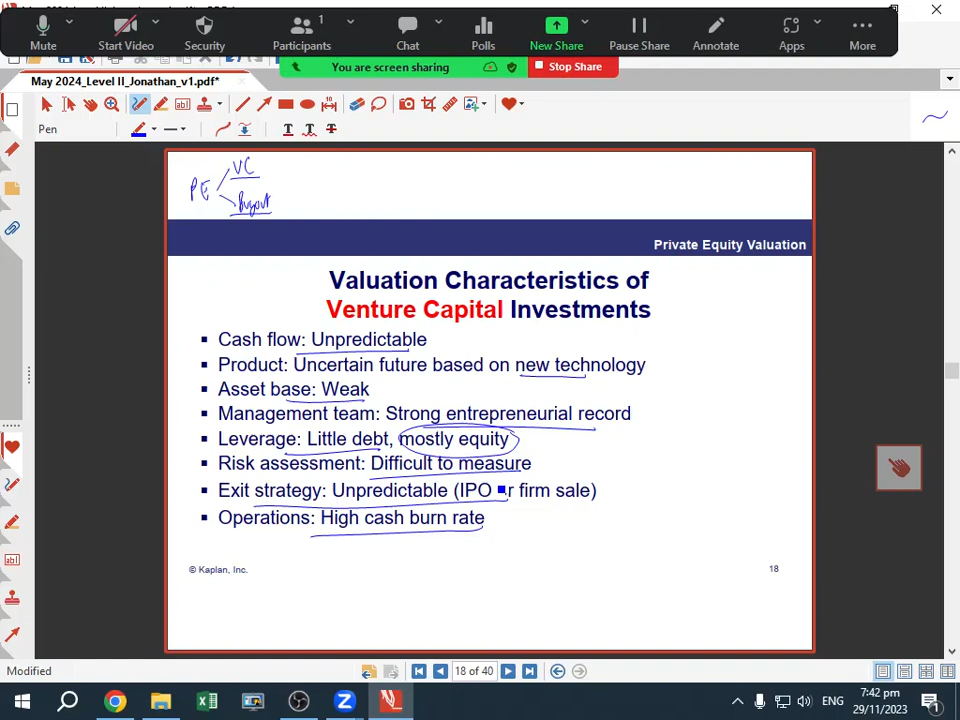 1
Mute
Start Video
Security
Participants
Chat
Polls
New Share
Pause Share
Annotate
Apps
More
You are screen sharing
Stop Share
May 2024_Level II_Jonathan_v1.pdf*
Pen
PE
VC
Buyout
Private Equity Valuation
Valuation Characteristics of
Venture Capital Investments
▪ Cash flow: Unpredictable
▪ Product: Uncertain future based on new technology
▪ Asset base: Weak
▪ Management team: Strong entrepreneurial record
▪ Leverage: Little debt, mostly equity
▪ Risk assessment: Difficult to measure
▪ Exit strategy: Unpredictable (IPO or firm sale)
▪ Operations: High cash burn rate
© Kaplan, Inc.
18
Modified
18 of 40
ENG
7:42 pm
29/11/2023
1